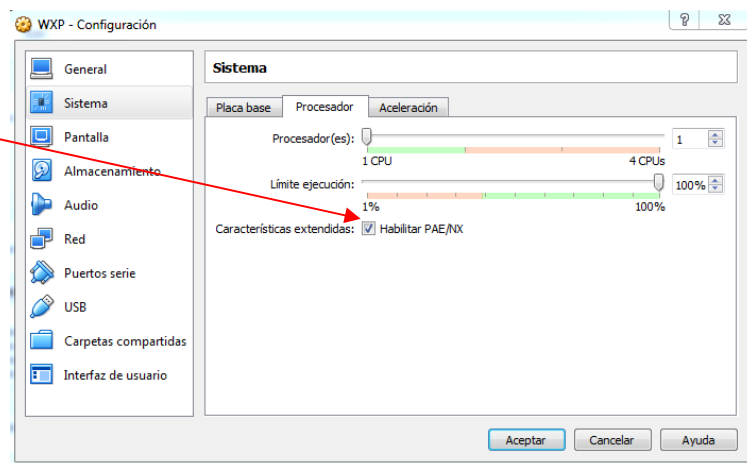 WXP - Configuración
General
Sistema
Pantalla
Almacenamiento
Audio
Red
Puertos serie
USB
Carpetas compartidas
Interfaz de usuario
Sistema
Placa base Procesador Aceleración
Procesador(es): 1
1 CPU 4 CPUs
Límite ejecución: 100%
1% 100%
Características extendidas: Habilitar PAE/NX
Aceptar Cancelar Ayuda